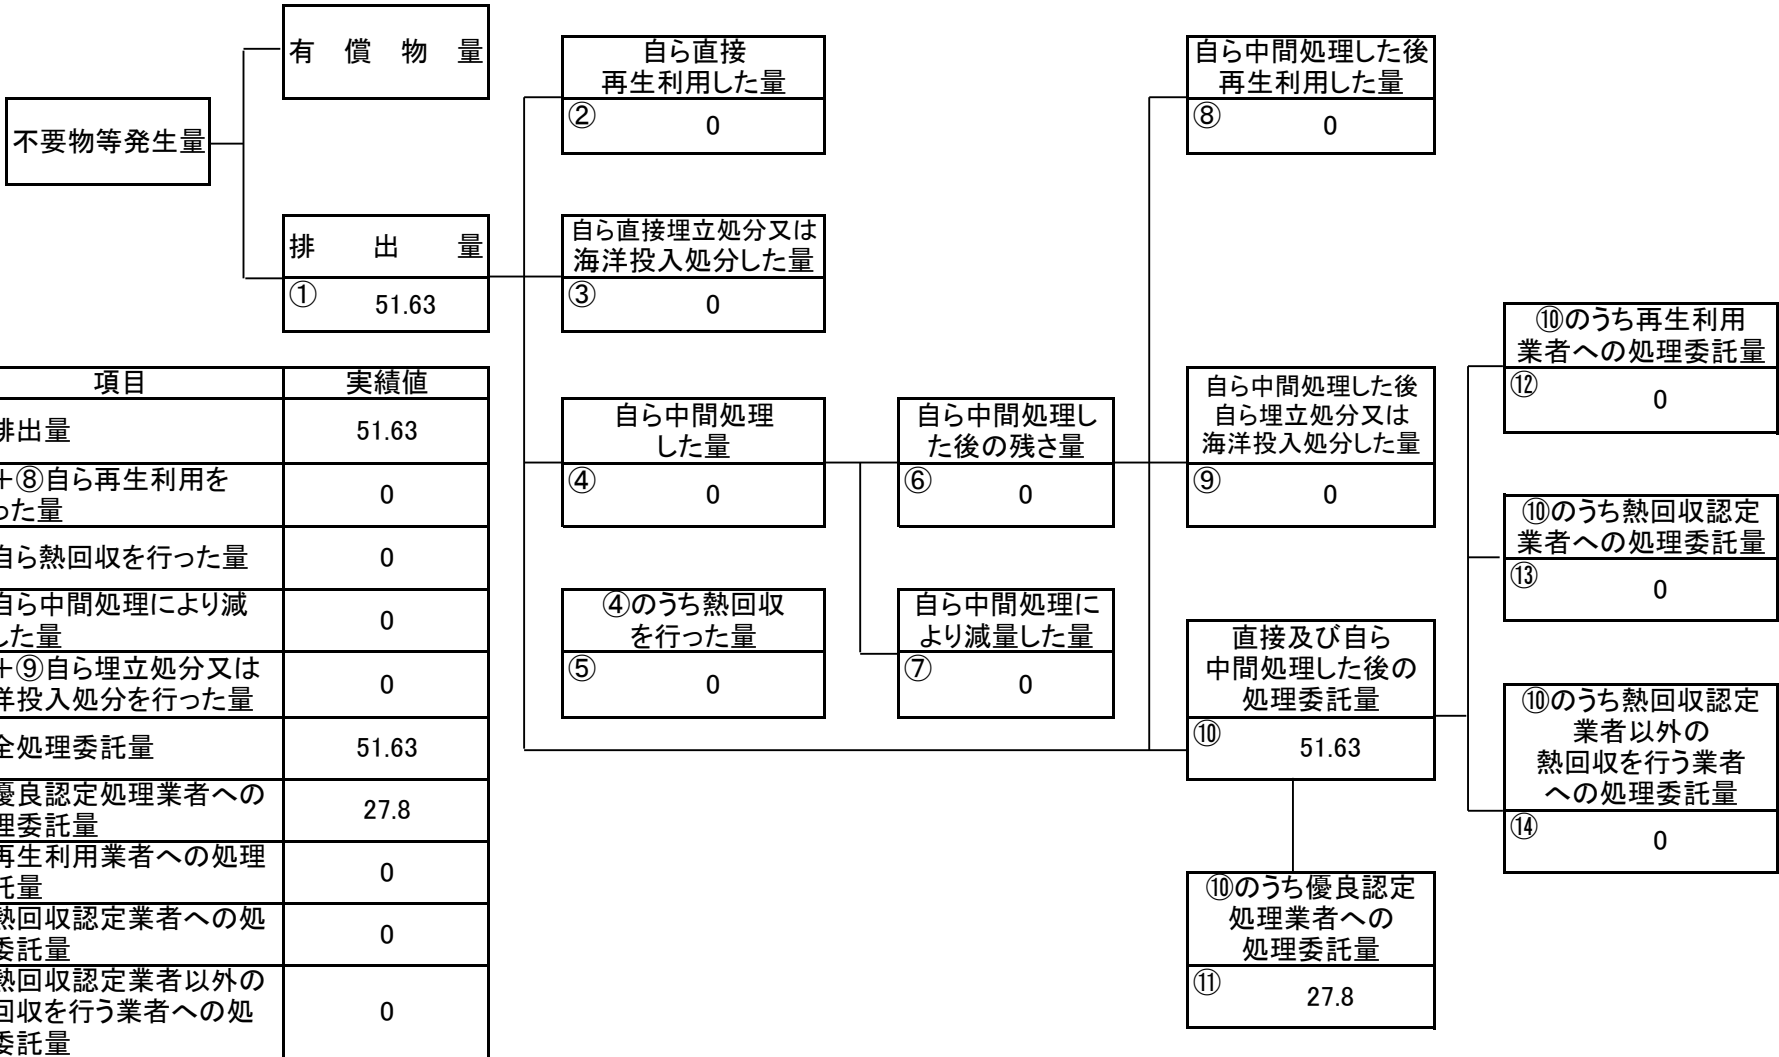 有償物量
不要物等発生量
排出量
①
51.63
自ら直接
再生利用した量
②
0
自ら直接埋立処分又は
海洋投入処分した量
③
0
自ら中間処理
した量
④
0
④のうち熱回収
を行った量
⑤
0
自ら中間処理し
た後の残さ量
⑥
0
自ら中間処理に
より減量した量
⑦
0
自ら中間処理した後
再生利用した量
⑧
0
自ら中間処理した後
自ら埋立処分又は
海洋投入処分した量
⑨
0
直接及び自ら
中間処理した後の
処理委託量
⑩
51.63
⑩のうち優良認定
処理業者への
処理委託量
⑪
27.8
⑩のうち再生利用
業者への処理委託量
⑫
0
⑩のうち熱回収認定
業者への処理委託量
⑬
0
⑩のうち熱回収認定
業者以外の
熱回収を行う業者
への処理委託量
⑭
0
項目 実績値
排出量 51.63
+⑧自ら再生利用を
った量 0
自ら熱回収を行った量 0
自ら中間処理により減
した量 0
+⑨自ら埋立処分又は
洋投入処分を行った量 0
全処理委託量 51.63
優良認定処理業者への
理委託量 27.8
再生利用業者への処理
託量 0
熱回収認定業者への処
委託量 0
熱回収認定業者以外の
回収を行う業者への処
委託量 0